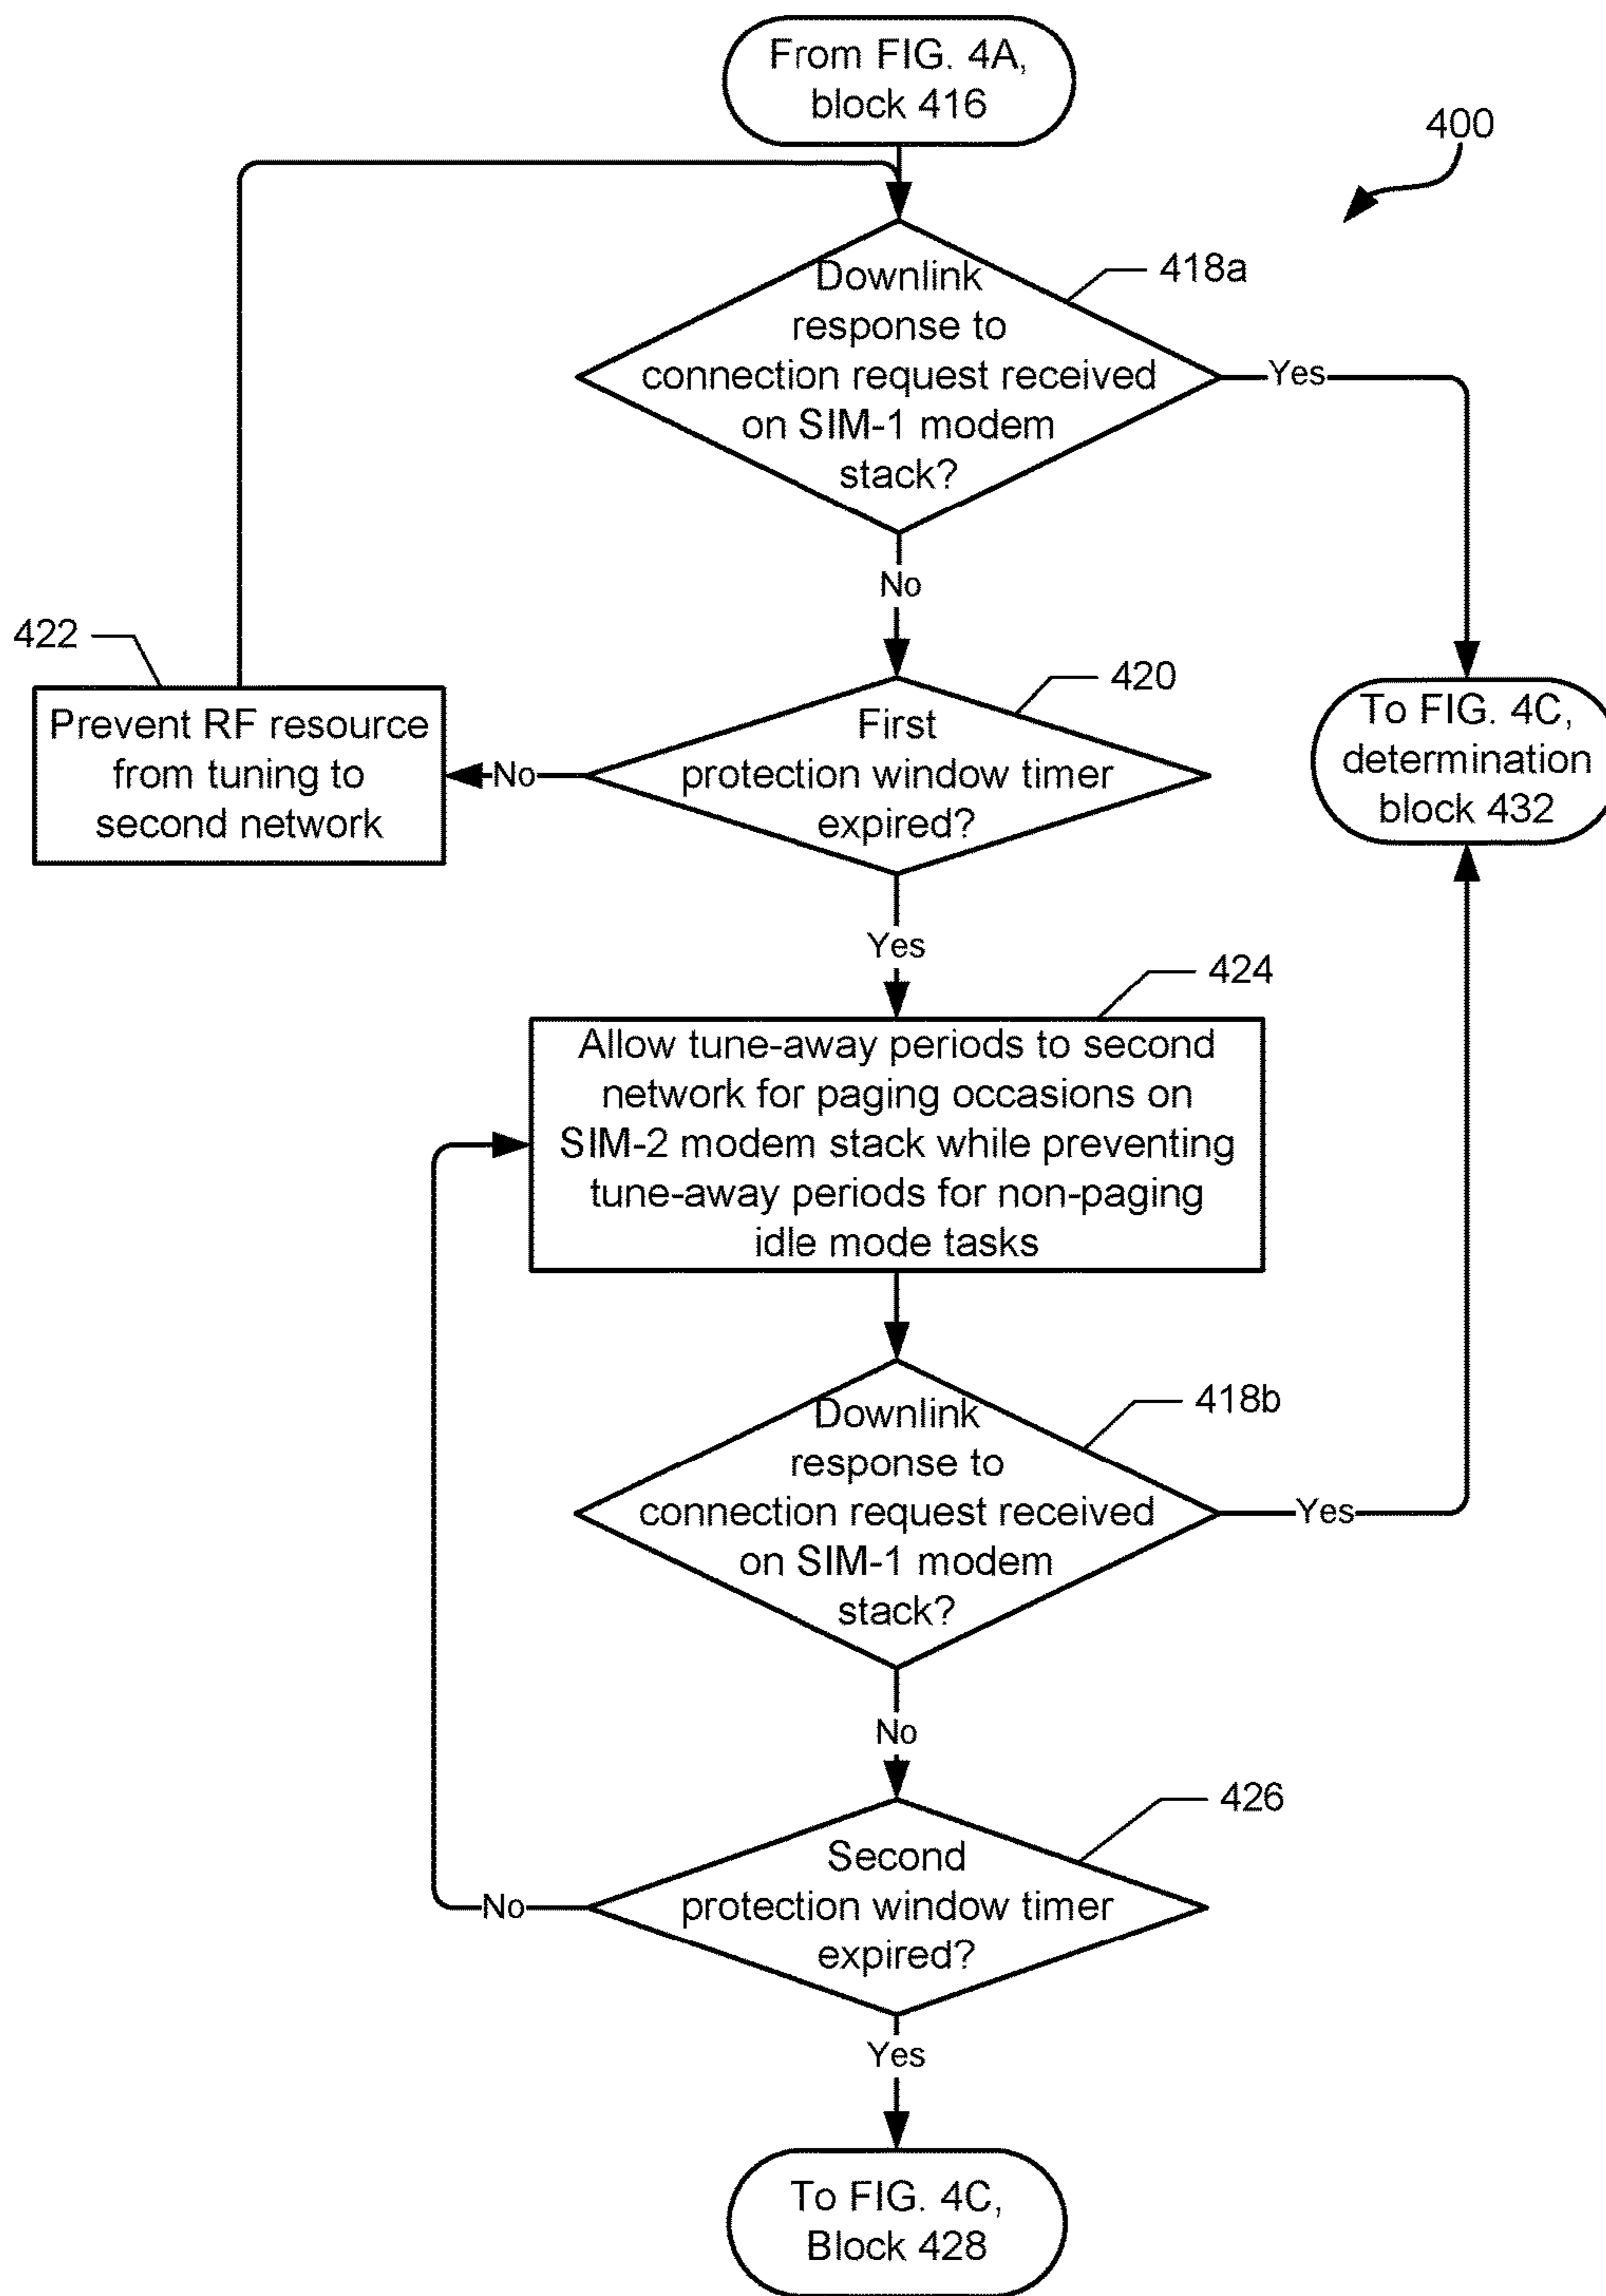 From FIG. 4A,
block 416
400
Downlink
response to
connection request received
on SIM-1 modem
stack?
418a
Yes
No
422
420
Prevent RF resource
from tuning to
second network
No
First
protection window timer
expired?
To FIG. 4C,
determination
block 432
Yes
424
Allow tune-away periods to second
network for paging occasions on
SIM-2 modem stack while preventing
tune-away periods for non-paging
idle mode tasks
418b
Downlink
response to
connection request received
on SIM-1 modem
stack?
Yes
No
426
Second
protection window timer
expired?
No
Yes
To FIG. 4C,
Block 428